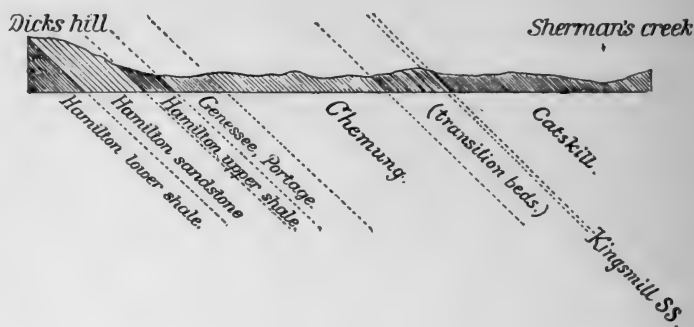 Dicks hill
Sherman's creek
Hamilton lower shale.
Hamilton sandstone
Hamilton upper shale
Genessee, Portage.
Chemung.
(transition beds.)
Catskill.
Kingsmill SS.